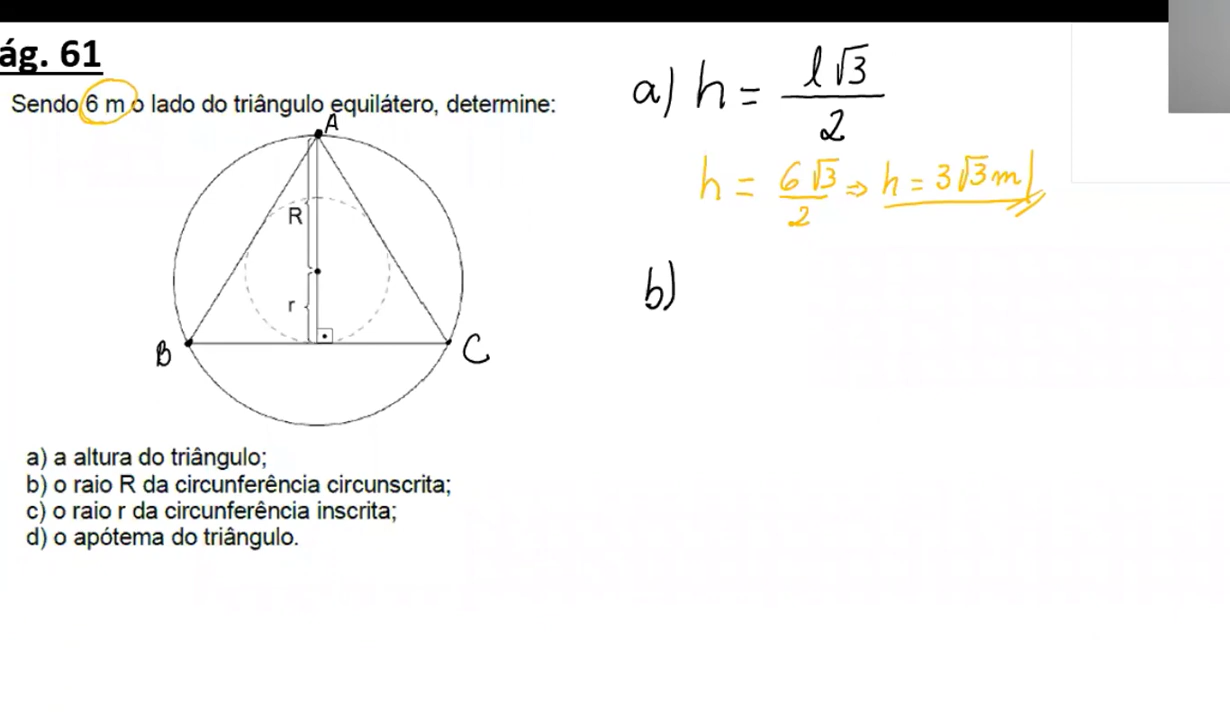 ág. 61
Sendo 6 m o lado do triângulo equilátero, determine:
A
R
r
B
C
a) a altura do triângulo;
b) o raio R da circunferência circunscrita;
c) o raio r da circunferência inscrita;
d) o apótema do triângulo.
a) h = l√3 / 2
h = 6√3 / 2 ⇒ h = 3√3 m
b)